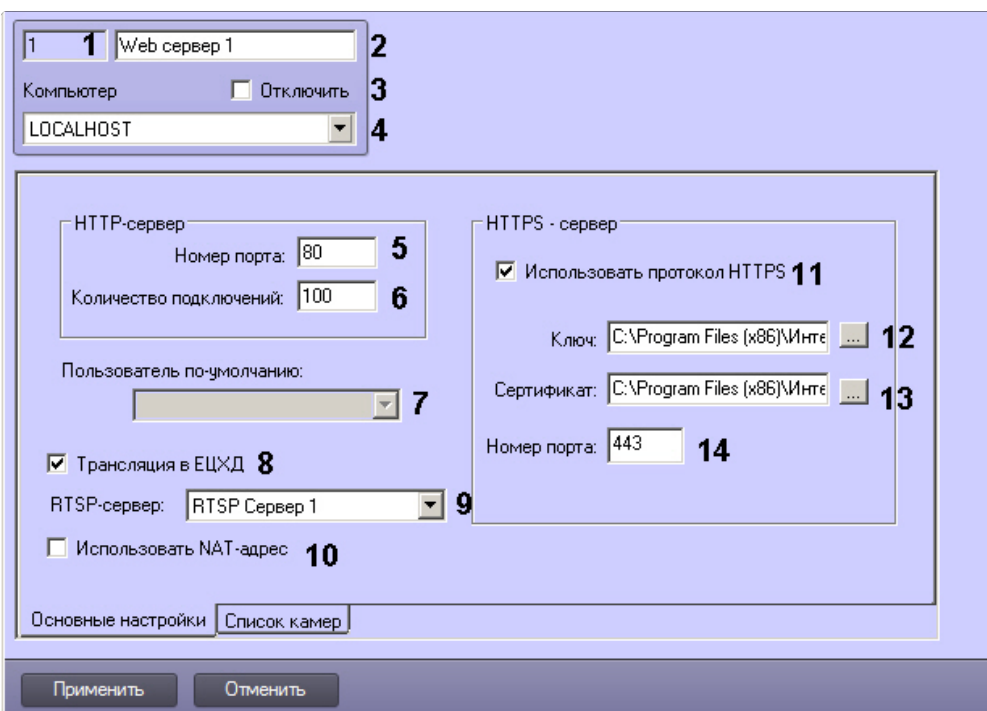 1 1 Web сервер 1 2
Компьютер Отключить 3
LOCALHOST 4
HTTP-сервер
Номер порта: 80 5
Количество подключений: 100 6
Пользователь по-умолчанию:
7
Трансляция в ЕЦХД 8
RTSP-сервер: RTSP Сервер 1 9
Использовать NAT-адрес 10
HTTPS - сервер
Использовать протокол HTTPS 11
Ключ: C:\Program Files (x86)\Инте ... 12
Сертификат: C:\Program Files (x86)\Инте ... 13
Номер порта: 443 14
Основные настройки Список камер
Применить Отменить